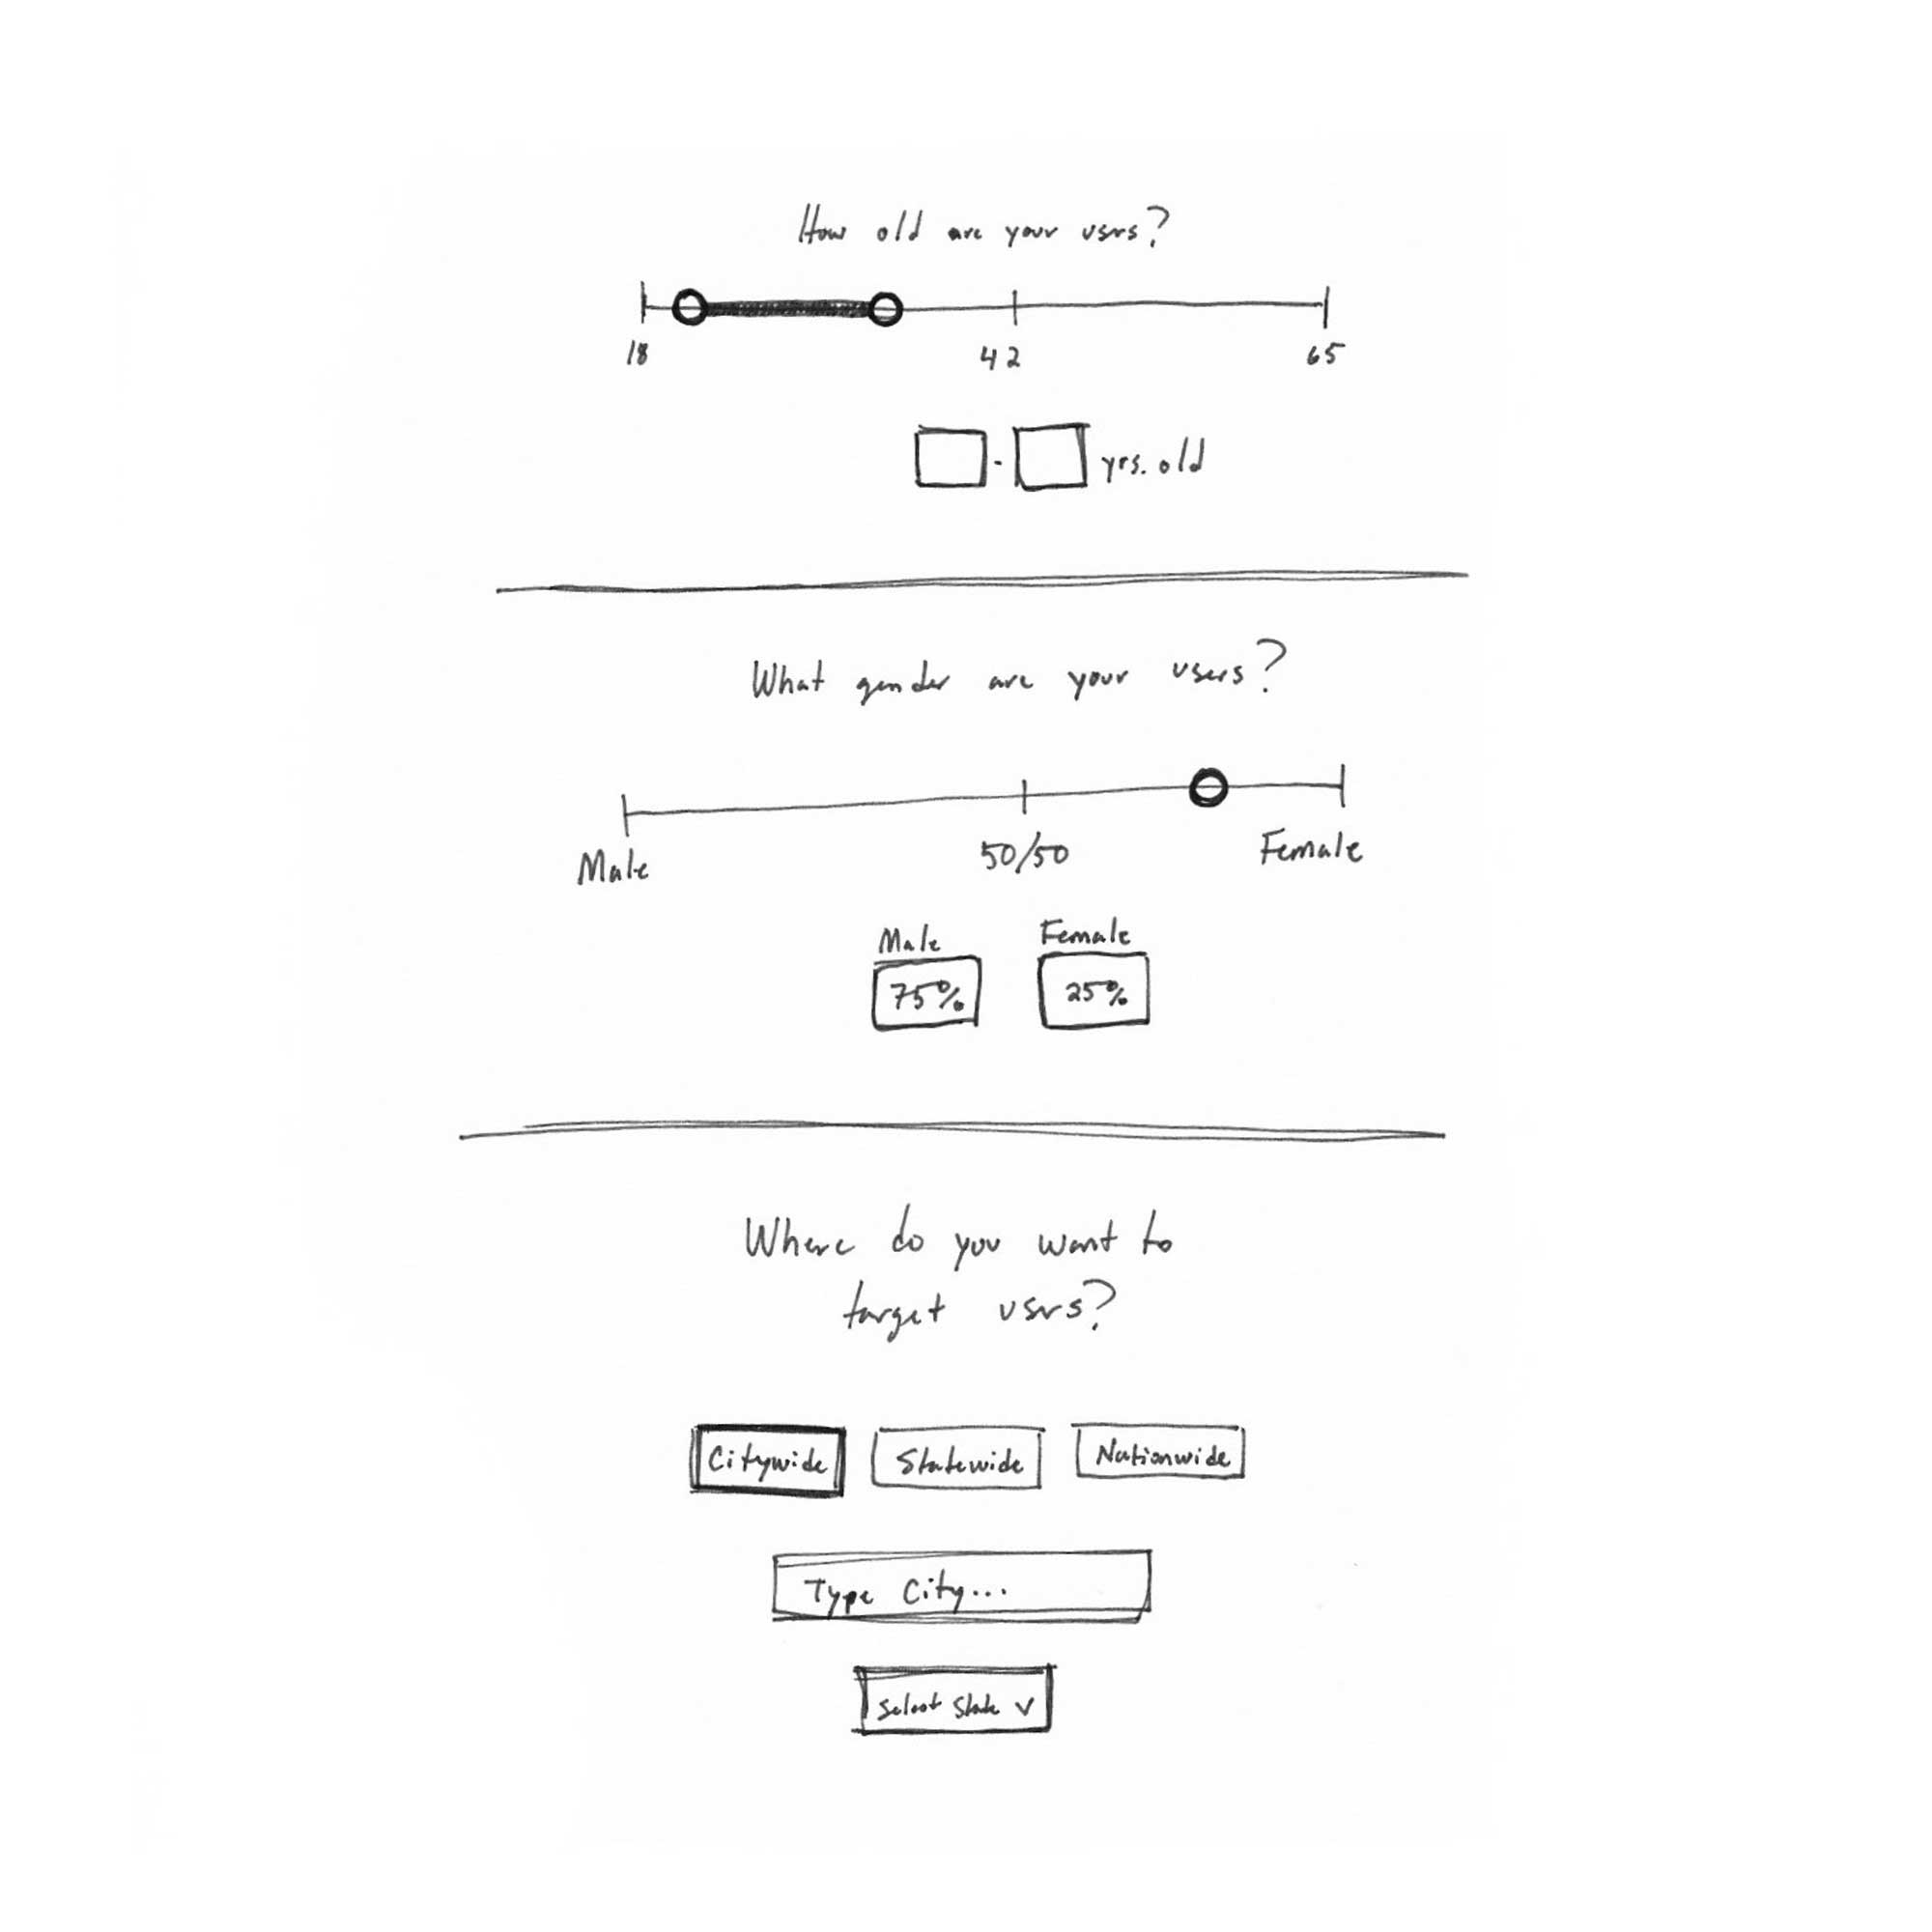 How old are your usrs?
18 42 65
- yrs. old
What gender are your users?
Male 50/50 Female
Male Female
75% 25%
Where do you want to
target usrs?
Citywide Statewide Nationwide
Type City...
Select State v